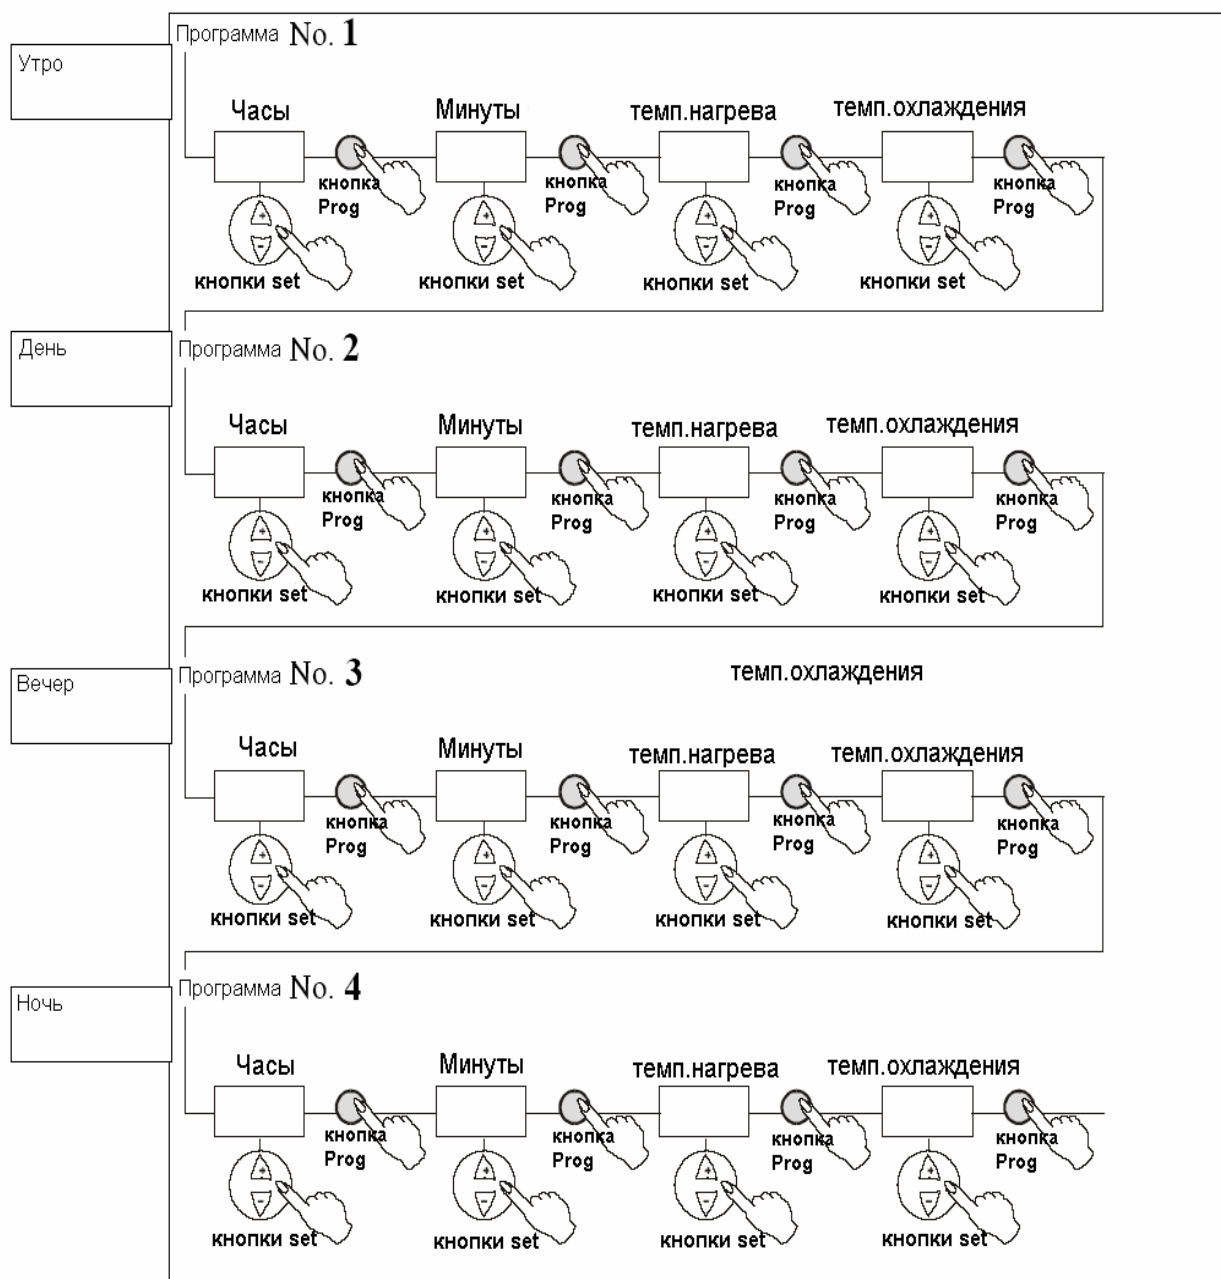 Программа No. 1
Утро
Часы Минуты темп.нагрева темп.охлаждения
кнопка кнопка кнопка кнопка
Prog Prog Prog Prog
кнопки set кнопки set кнопки set кнопки set
День
Программа No. 2
Часы Минуты темп.нагрева темп.охлаждения
кнопка кнопка кнопка кнопка
Prog Prog Prog Prog
кнопки set кнопки set кнопки set кнопки set
Вечер
Программа No. 3 темп.охлаждения
Часы Минуты темп.нагрева темп.охлаждения
кнопка кнопка кнопка кнопка
Prog Prog Prog Prog
кнопки set кнопки set кнопки set кнопки set
Ночь
Программа No. 4
Часы Минуты темп.нагрева темп.охлаждения
кнопка кнопка кнопка кнопка
Prog Prog Prog Prog
кнопки set кнопки set кнопки set кнопки set